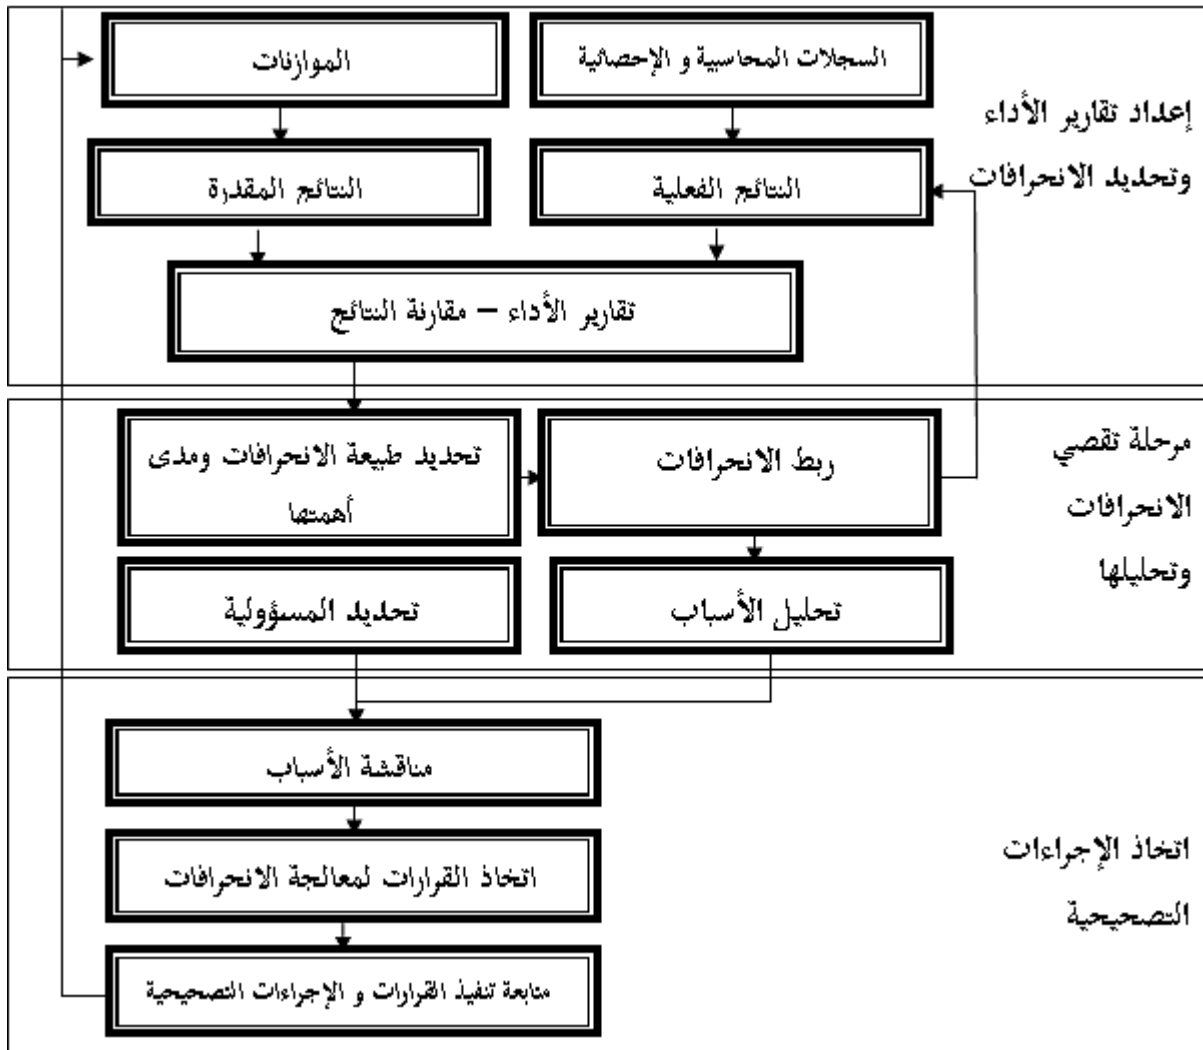 السجلات المحاسبية و الإحصائية
الموازنات
إعداد تقارير الأداء
وتحديد الانحرافات
النتائج الفعلية
النتائج المقدرة
تقارير الأداء – مقارنة النتائج
مرحلة تقصي
الانحرافات
وتحليلها
تحديد طبيعة الانحرافات ومدى
أهمتها
ربط الانحرافات
تحليل الأسباب
تحديد المسؤولية
اتخاذ الإجراءات
التصحيحية
مناقشة الأسباب
اتخاذ القرارات لمعالجة الانحرافات
متابعة تنفيذ القرارات و الإجراءات التصحيحية